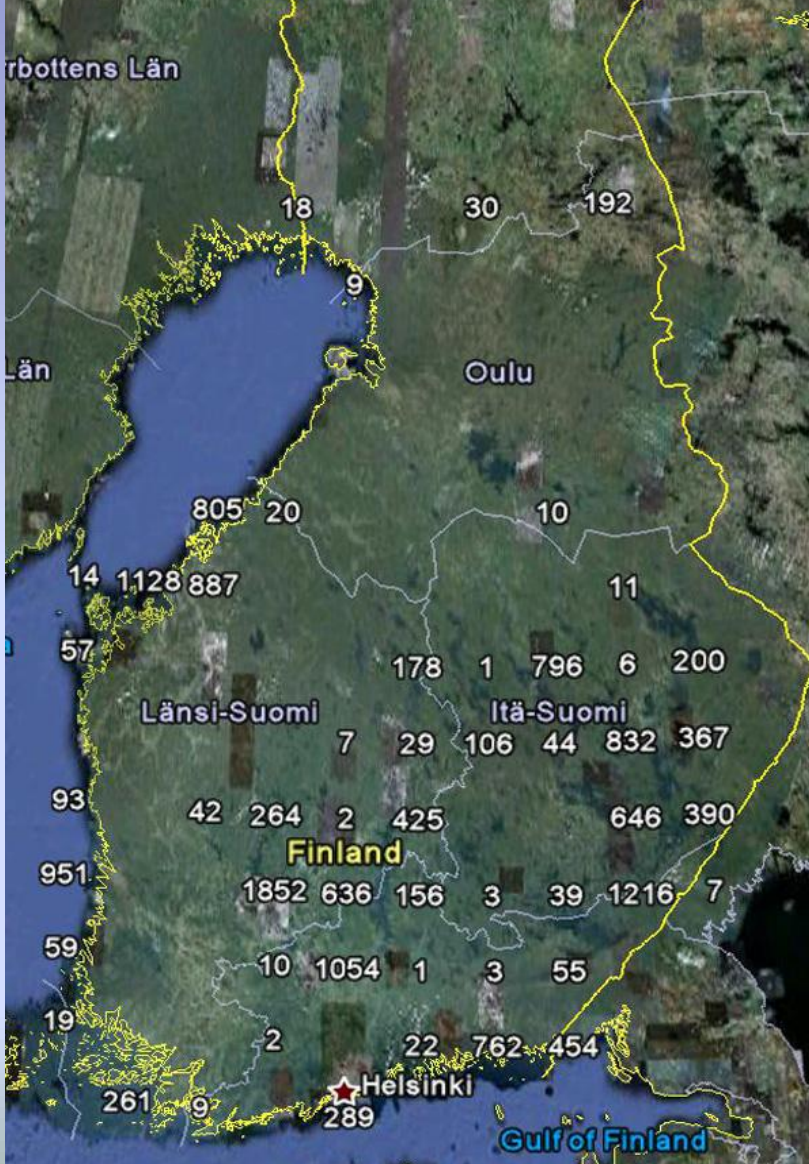 rbottens Län
18 30 192
9
Län
Oulu
805 20 10
14 1128 887 11
57 178 1 796 6 200
Länsi-Suomi Itä-Suomi
7 29 106 44 832 367
93 42 264 2 425 646 390
Finland
951 1852 636 156 3 39 1216 7
59 10 1054 1 3 55
19 2 22 762 454
Helsinki
261 9 289
Gulf of Finland